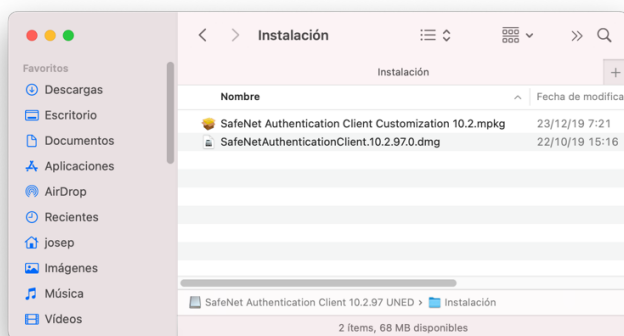 Instalación
Favoritos
Descargas
Escritorio
Documentos
Aplicaciones
AirDrop
Recientes
josep
Imágenes
Música
Vídeos
Instalación
Nombre Fecha de modifica
SafeNet Authentication Client Customization 10.2.mpkg 23/12/19 7:21
SafeNetAuthenticationClient.10.2.97.0.dmg 22/10/19 15:16
SafeNet Authentication Client 10.2.97 UNED › Instalación
2 ítems, 68 MB disponibles